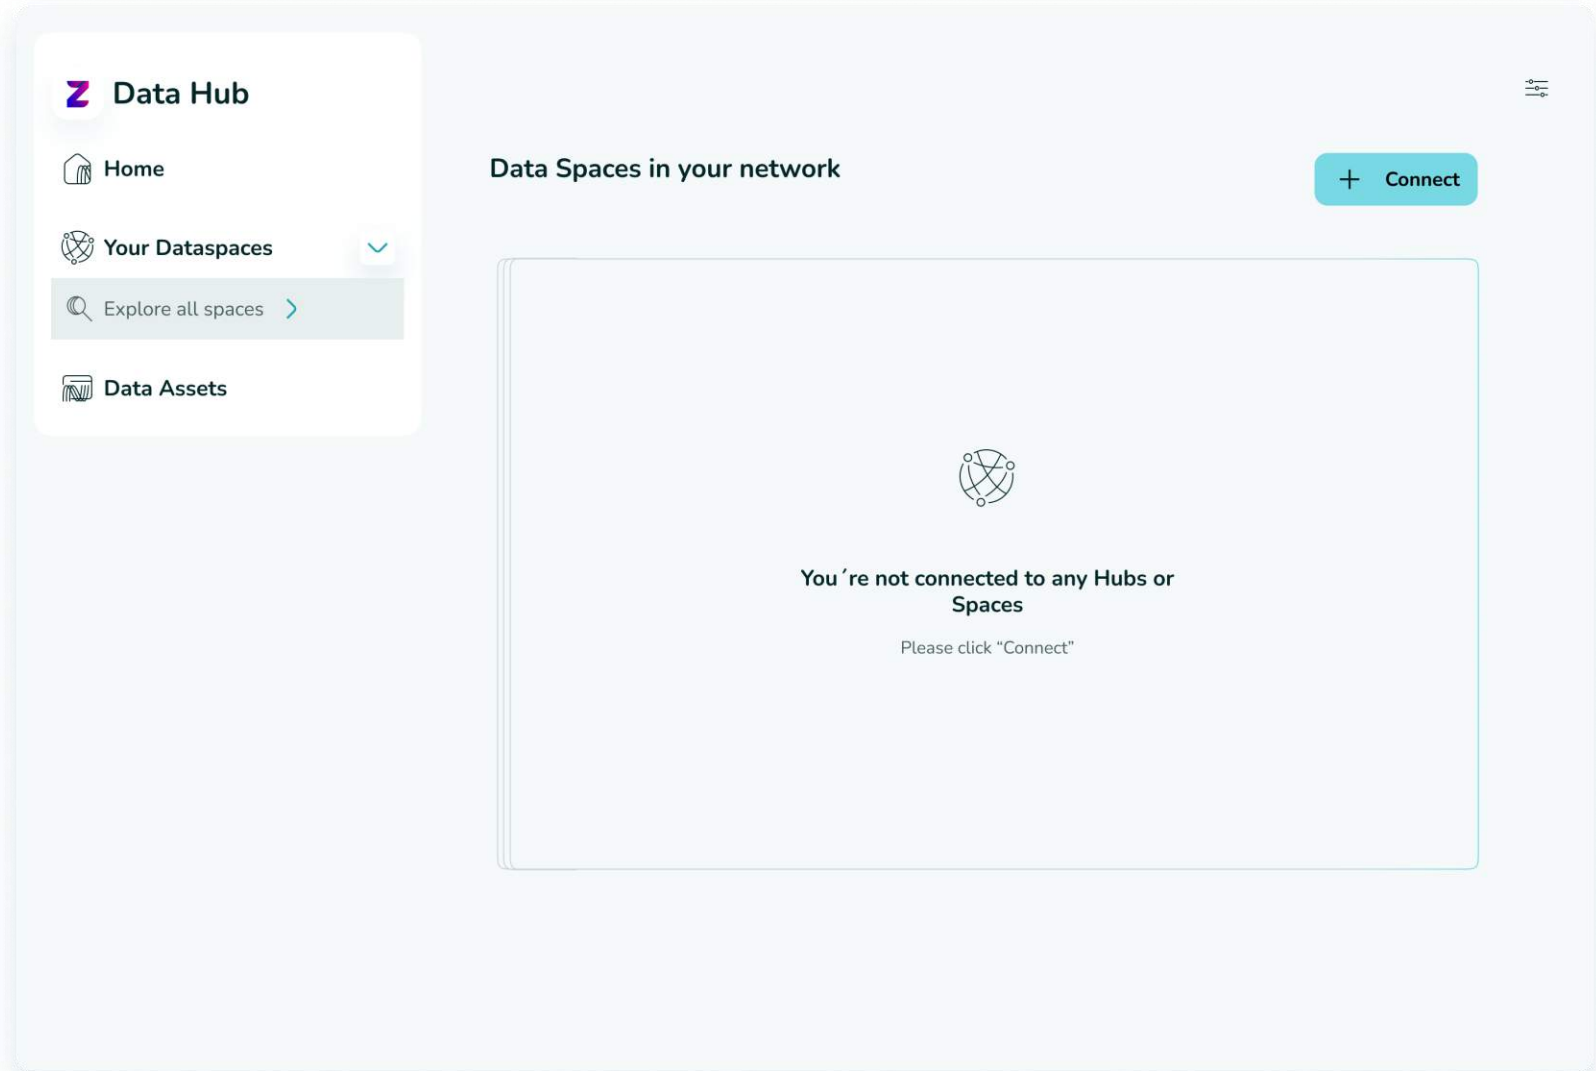 Data Hub
Home
Your Dataspaces
Explore all spaces
Data Assets
Data Spaces in your network
Connect
You´re not connected to any Hubs or
Spaces
Please click “Connect”